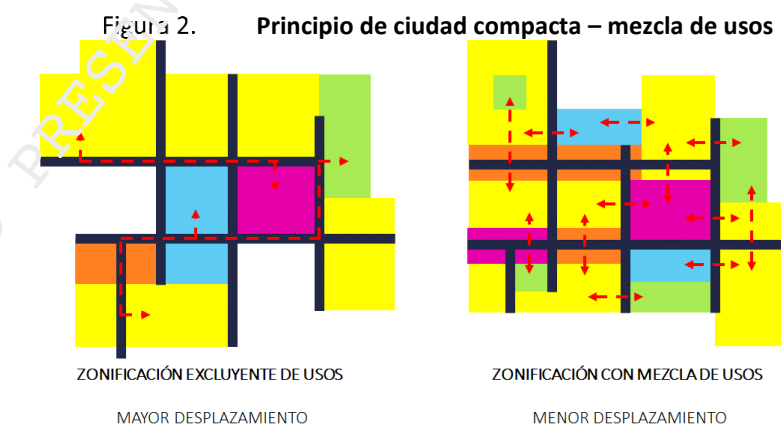 Figura 2. Principio de ciudad compacta – mezcla de usos
PRESEN
ZONIFICACIÓN EXCLUYENTE DE USOS
ZONIFICACIÓN CON MEZCLA DE USOS
MAYOR DESPLAZAMIENTO
MENOR DESPLAZAMIENTO